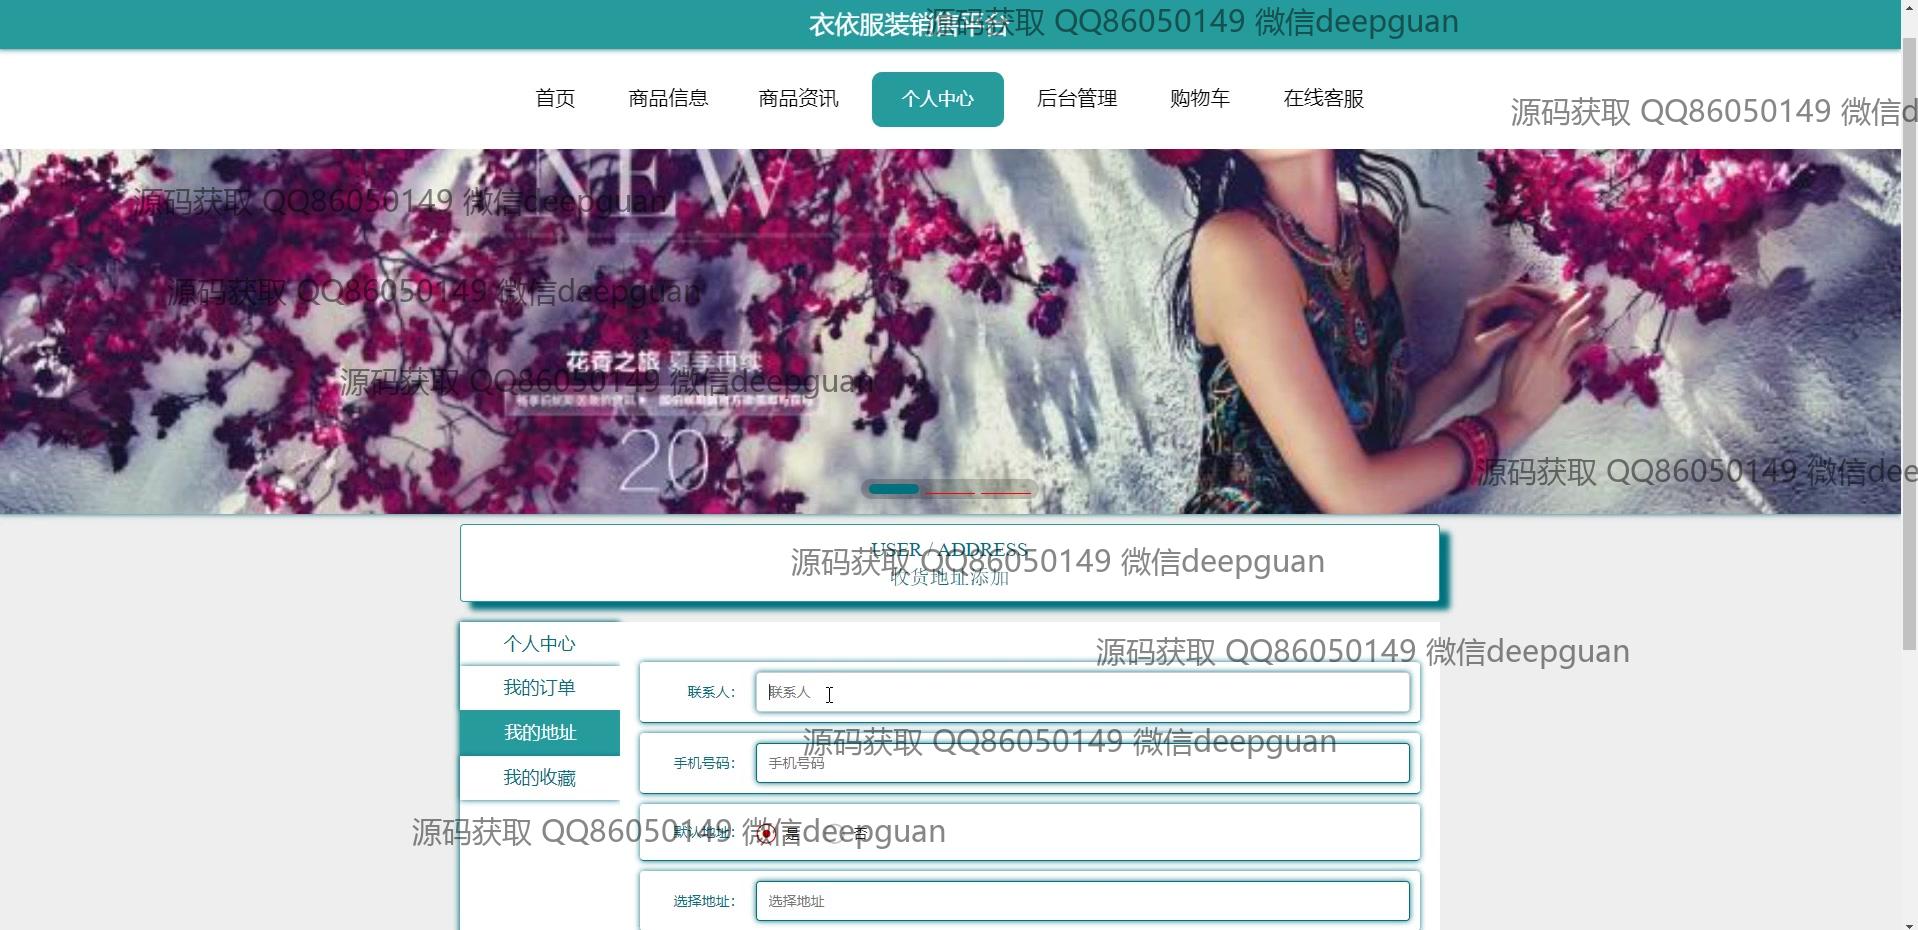 衣依服装销售平台
源码获取 QQ86050149 微信deepguan
首页 商品信息 商品资讯 个人中心 后台管理 购物车 在线客服
源码获取 QQ86050149 微信d
NEW
源码获取 QQ86050149 微信deepguan
源码获取 QQ86050149 微信deepguan
花香之旅 夏季再续
源码获取 QQ86050149 微信deepguan
20
源码获取 QQ86050149 微信dee
USER / ADDRESS
源码获取 QQ86050149 微信deepguan
收货地址添加
个人中心
源码获取 QQ86050149 微信deepguan
我的订单
联系人： 联系人
我的地址
源码获取 QQ86050149 微信deepguan
手机号码： 手机号码
我的收藏
源码获取 QQ86050149 微信deepguan
默认地址： 是 否
选择地址： 选择地址